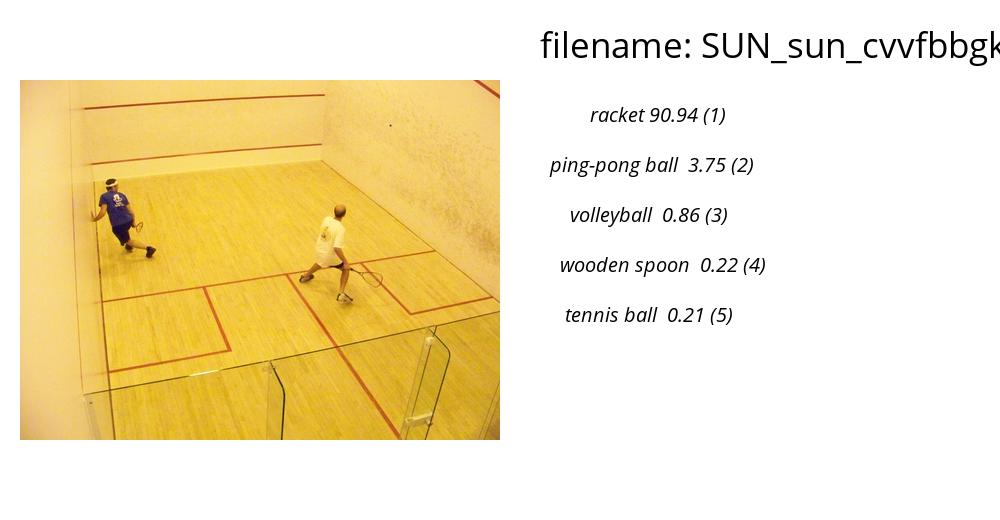 filename: SUN_sun_cvvfbbgk
racket 90.94 (1)
ping-pong ball 3.75 (2)
volleyball 0.86 (3)
wooden spoon 0.22 (4)
tennis ball 0.21 (5)